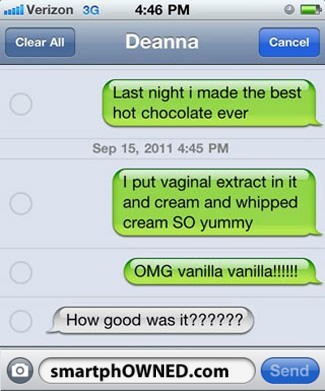 Verizon 3G 4:46 PM
Clear All Deanna Cancel
Last night i made the best
hot chocolate ever
Sep 15, 2011 4:45 PM
I put vaginal extract in it
and cream and whipped
cream SO yummy
OMG vanilla vanilla!!!!!!
How good was it??????
smartphOWNED.com Send